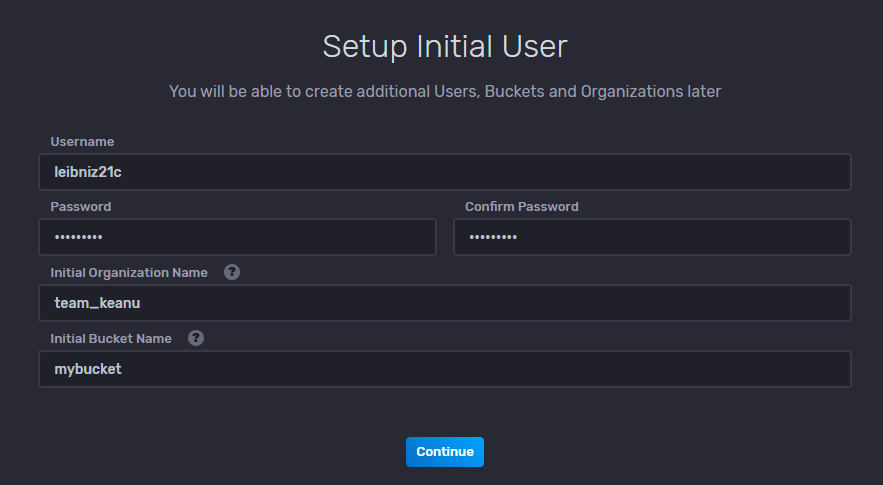 Setup Initial User
You will be able to create additional Users, Buckets and Organizations later
Username
leibniz21c
Password Confirm Password
••••••••• •••••••••
Initial Organization Name ?
team_keanu
Initial Bucket Name ?
mybucket
Continue